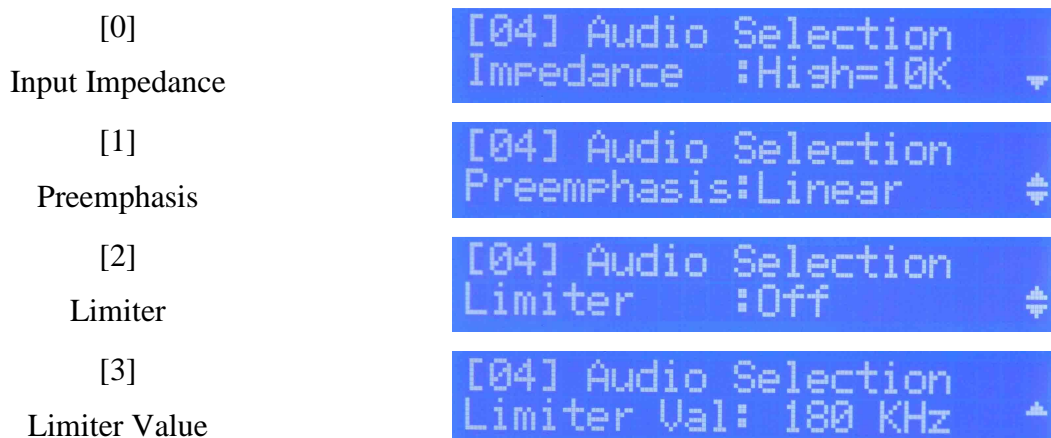 [0]
Input Impedance
[04] Audio Selection
Impedance :High=10K
[1]
Preemphasis
[04] Audio Selection
Preemphasis:Linear
[2]
Limiter
[04] Audio Selection
Limiter :Off
[3]
Limiter Value
[04] Audio Selection
Limiter Val: 180 KHz